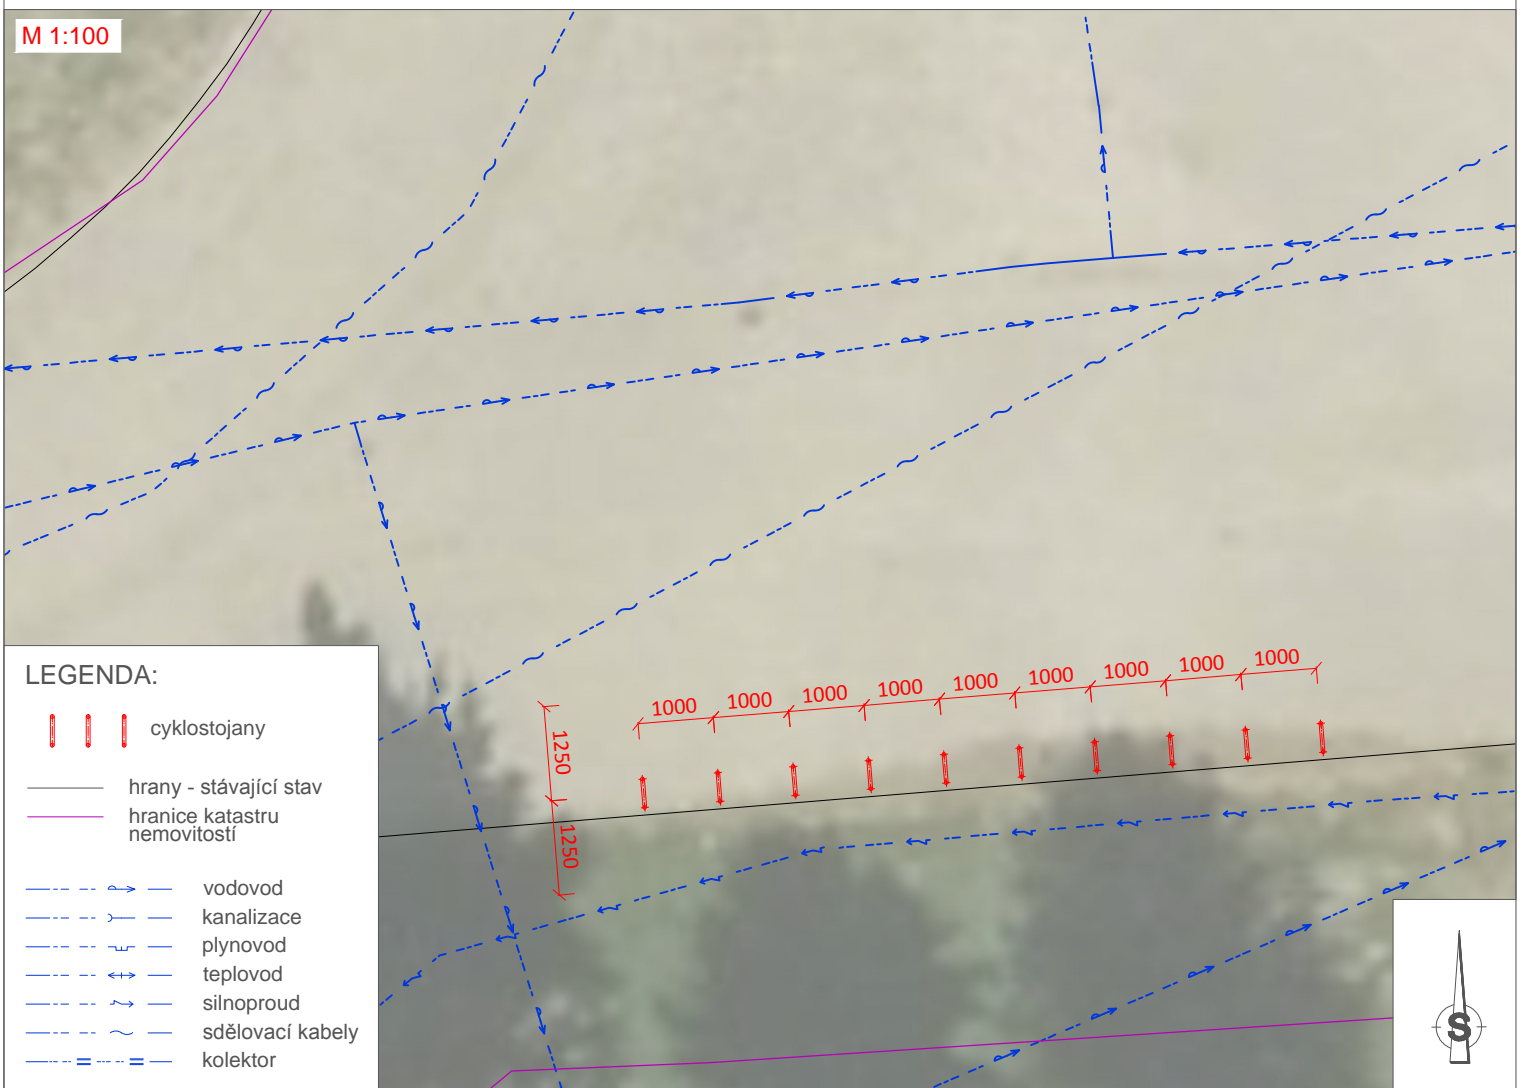 M 1:100
1000
1000
1000
1000
1000
1000
1000
1000
1000
1250
1250
LEGENDA:
cyklostojany
hrany - stávající stav
hranice katastru
nemovitostí
vodovod
kanalizace
plynovod
teplovod
silnoproud
sdělovací kabely
kolektor
S